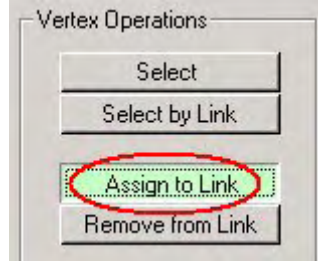 Vertex Operations
Select
Select by Link
Assign to Link
Remove from Link